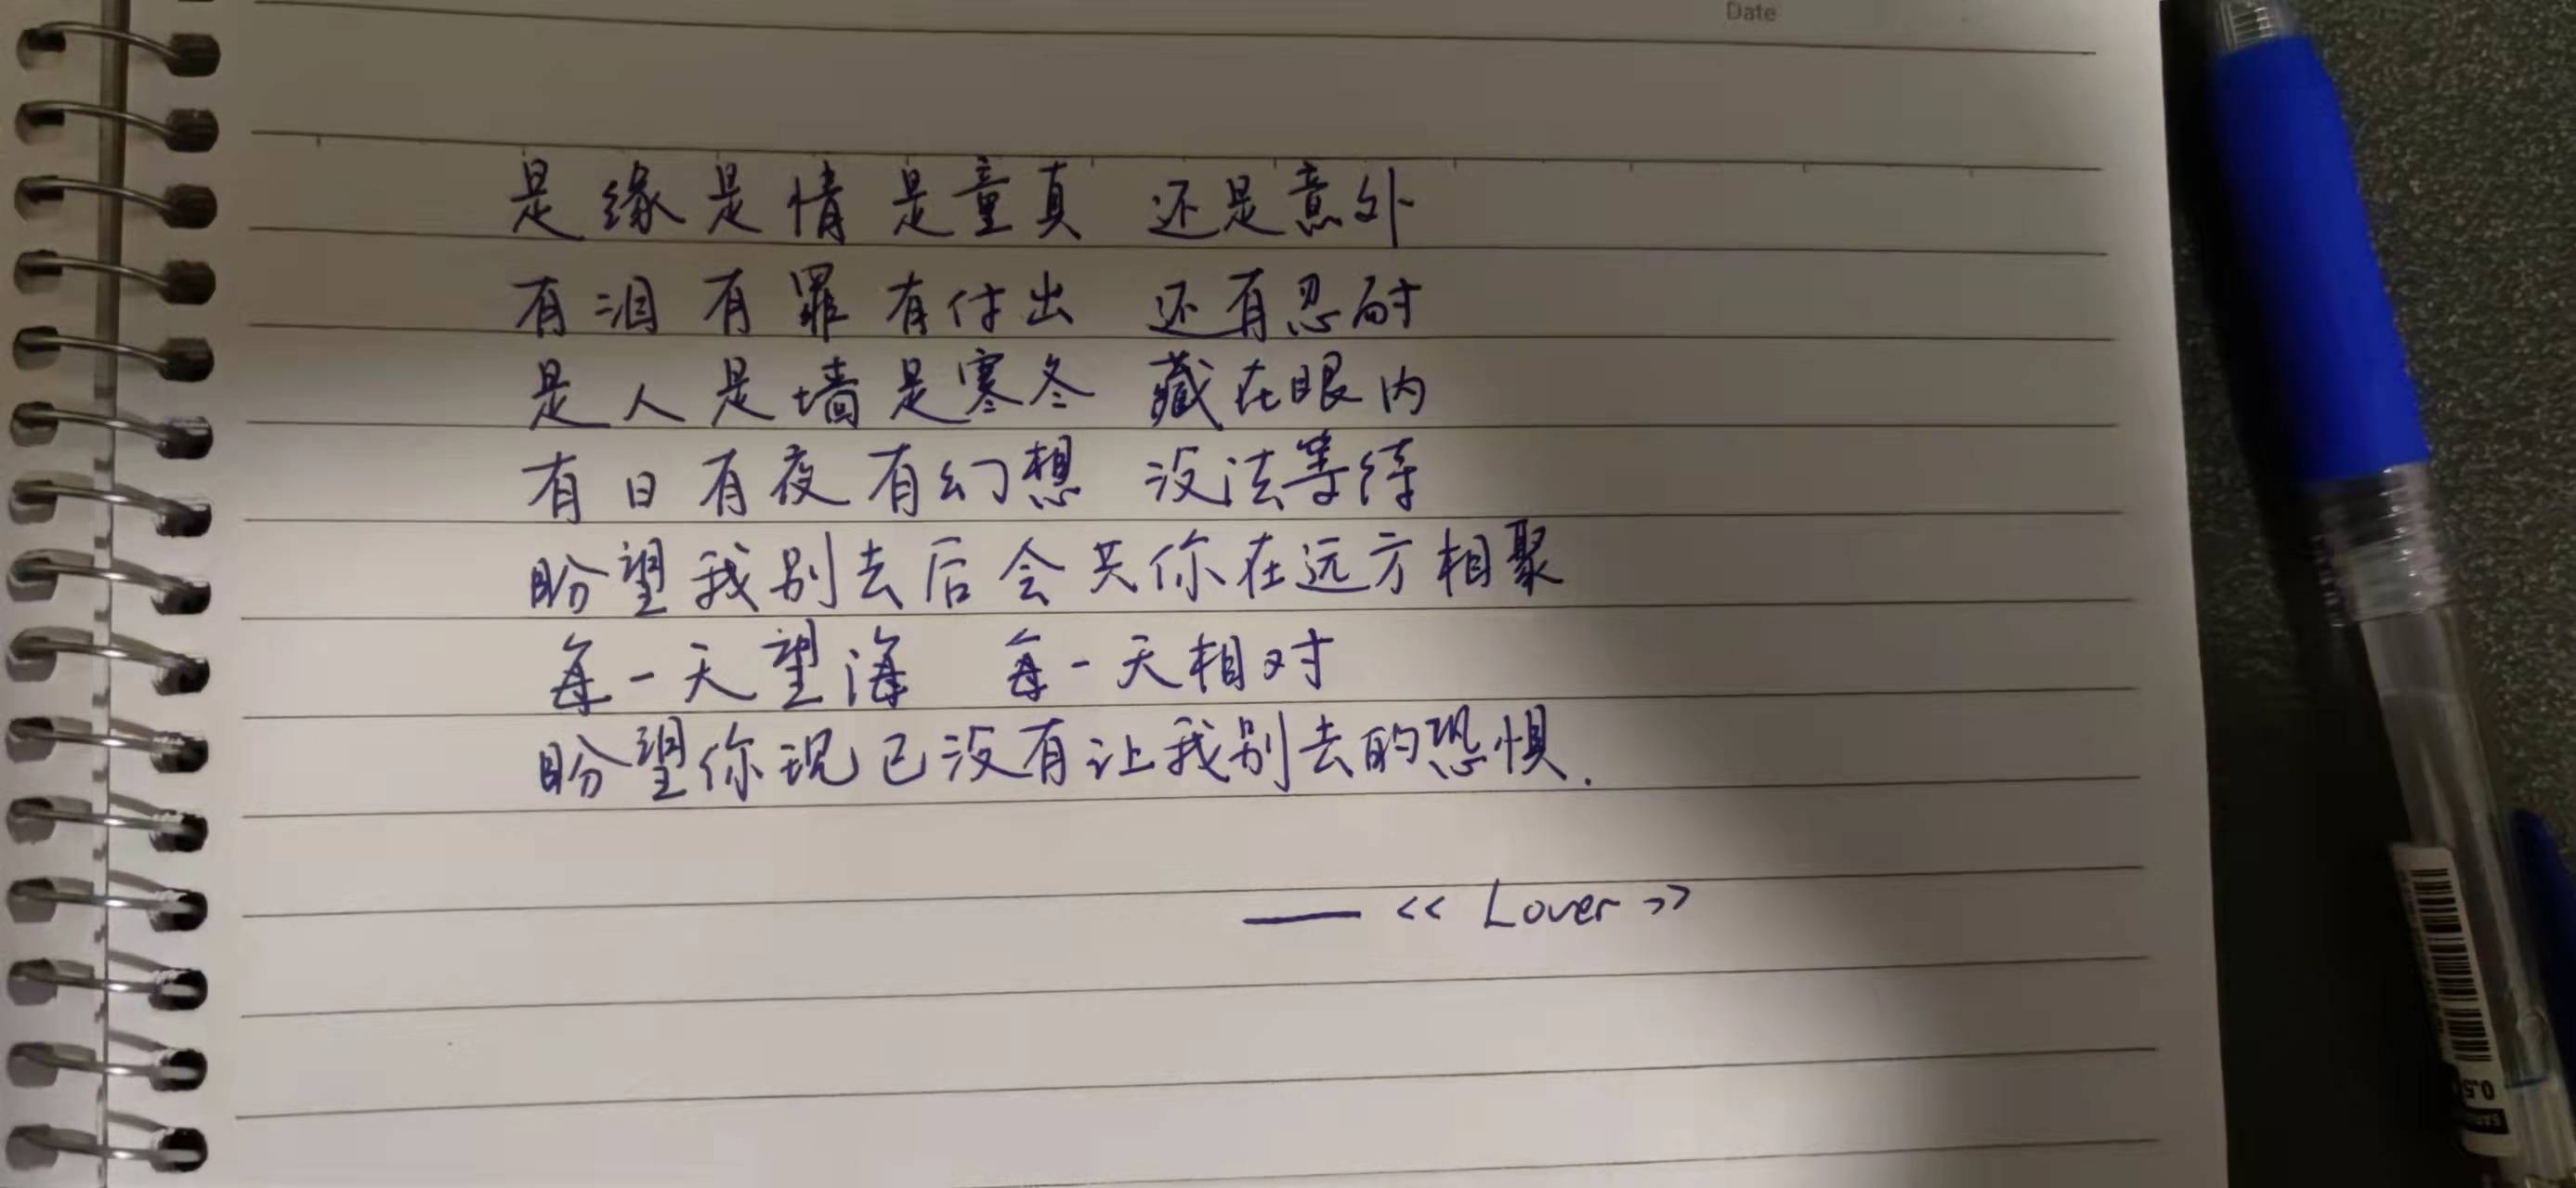 Date
是缘是情是童真 还是意外
有泪有罪有付出 还有忍耐
是人是墙是寒冬 藏在眼内
有日有夜有幻想 没法等待
盼望我别去后会共你在远方相聚
每一天望海 每一天相对
盼望你现已没有让我别去的恐惧.
—— << Lover >>
0.5